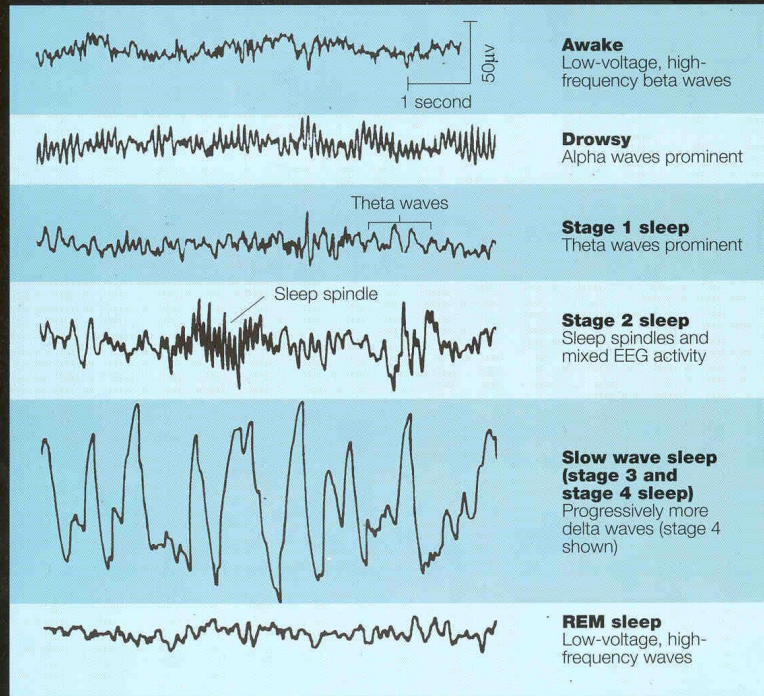 Awake
Low-voltage, high-
frequency beta waves
50μv
1 second
Drowsy
Alpha waves prominent
Theta waves
Stage 1 sleep
Theta waves prominent
Sleep spindle
Stage 2 sleep
Sleep spindles and
mixed EEG activity
Slow wave sleep
(stage 3 and
stage 4 sleep)
Progressively more
delta waves (stage 4
shown)
REM sleep
Low-voltage, high-
frequency waves